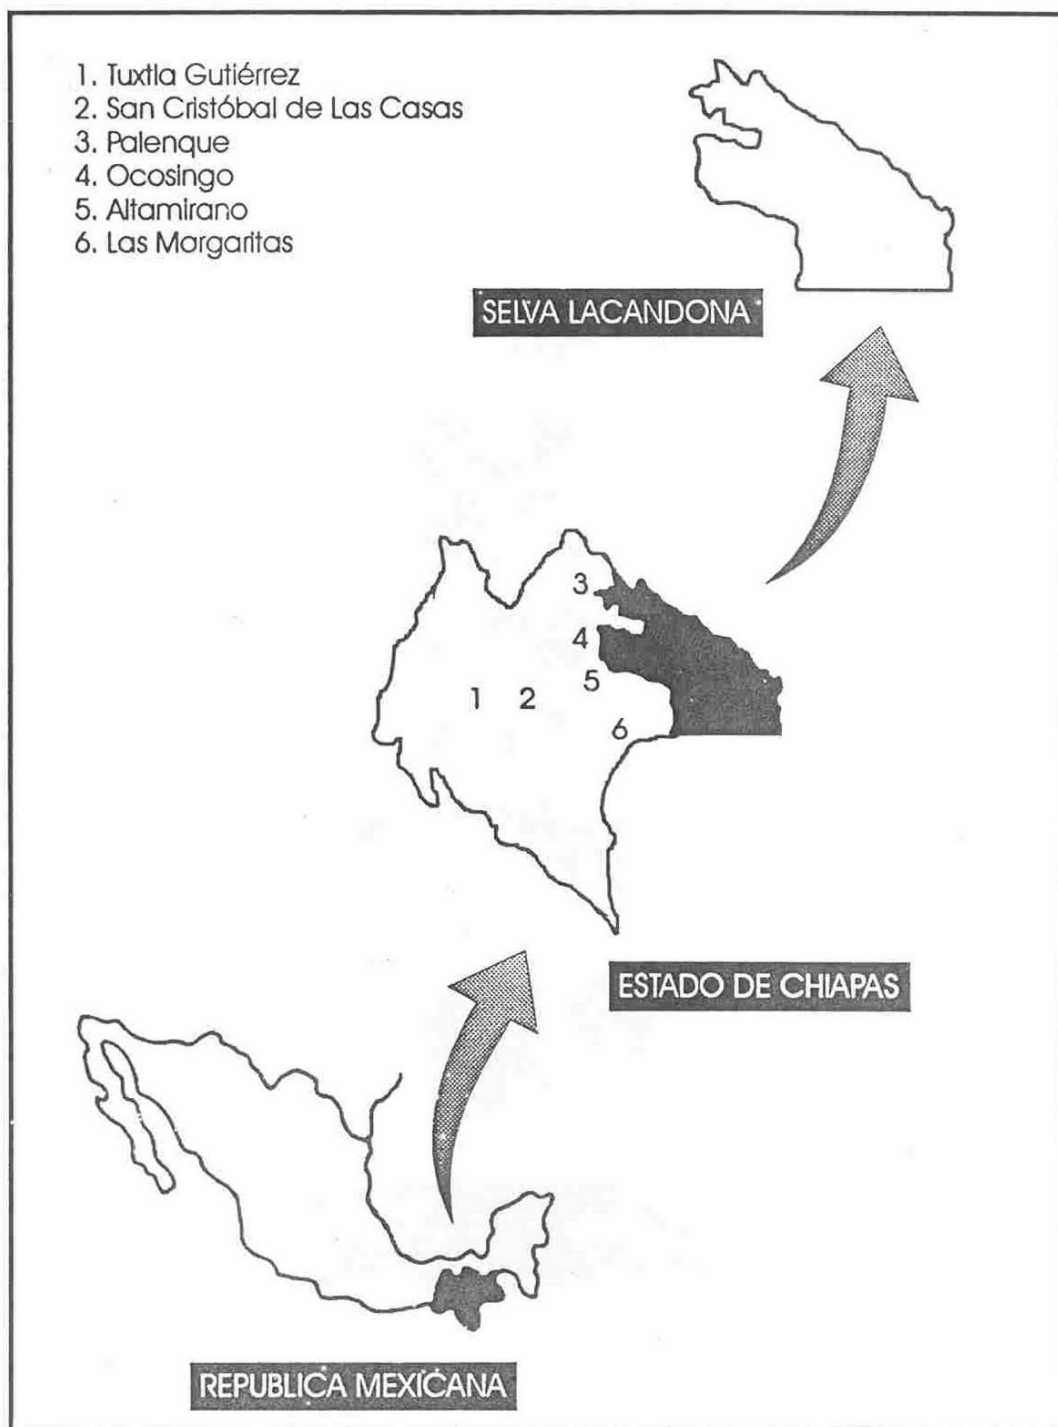 1. Tuxtla Gutiérrez
2. San Cristóbal de Las Casas
3. Palenque
4. Ocosingo
5. Altamirano
6. Las Margaritas
SELVA LACANDONA
3
4
5
1 2
6
ESTADO DE CHIAPAS
REPUBLICA MEXICANA